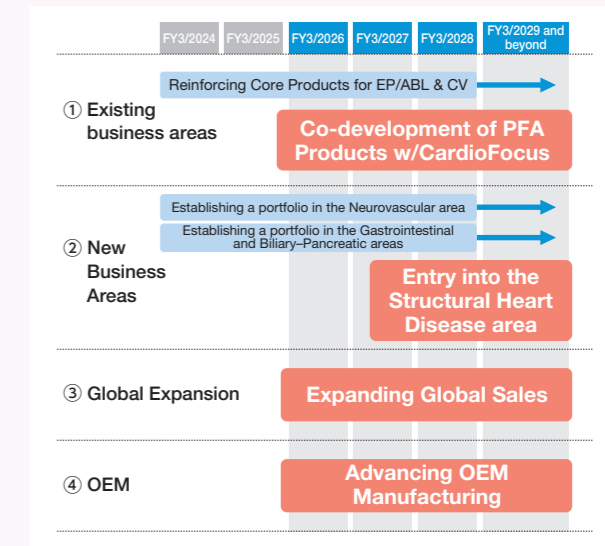 FY3/2024 FY3/2025 FY3/2026 FY3/2027 FY3/2028 FY3/2029 and
beyond
Reinforcing Core Products for EP/ABL & CV
① Existing
business areas
Co-development of PFA
Products w/CardioFocus
Establishing a portfolio in the Neurovascular area
Establishing a portfolio in the Gastrointestinal
and Biliary–Pancreatic areas
② New
Business
Areas
Entry into the
Structural Heart
Disease area
③ Global Expansion
Expanding Global Sales
④ OEM
Advancing OEM
Manufacturing